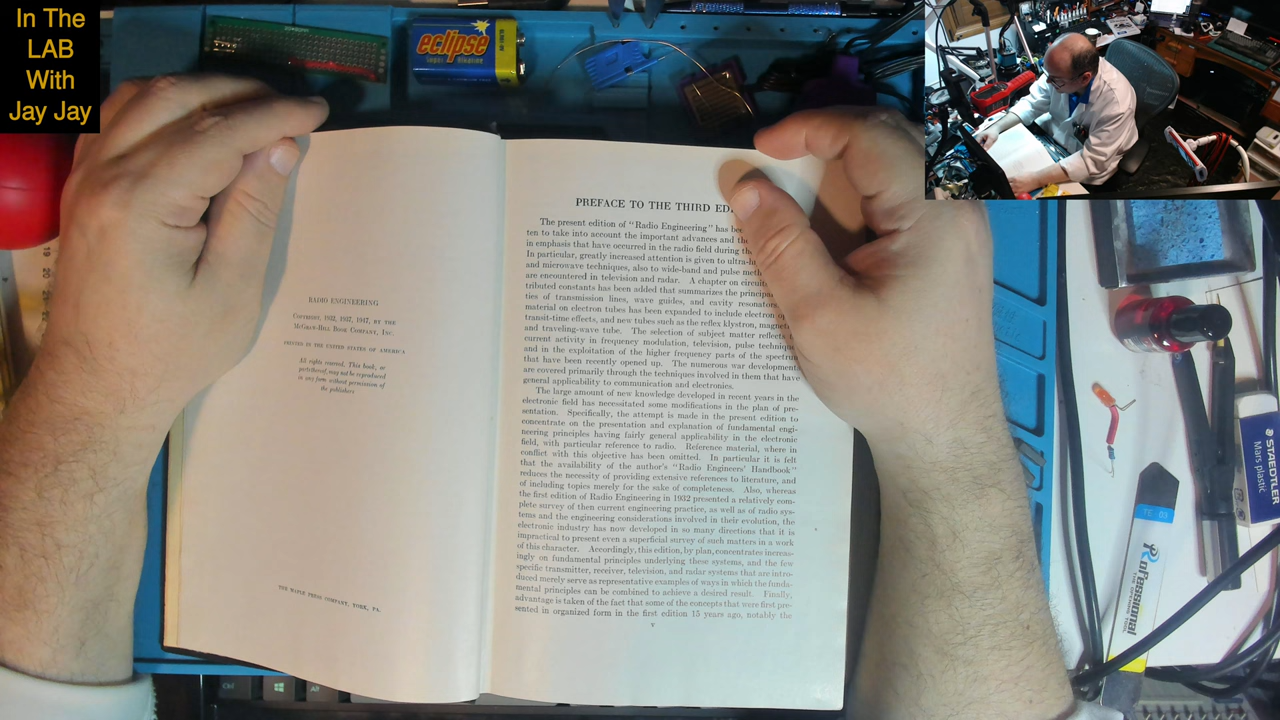 In The
LAB
With
Jay Jay
eclipse
RADIO ENGINEERING
COPYRIGHT, 1932, 1937, 1947, BY THE
MCGRAW-HILL BOOK COMPANY, INC.
PRINTED IN THE UNITED STATES OF AMERICA
All rights reserved. This book, or
parts thereof, may not be reproduced
in any form without permission of
the publishers
THE MAPLE PRESS COMPANY, YORK, PA.
PREFACE TO THE THIRD
The present edition of "Radio Engineering" has
ten to take into account the important advances and
in emphasis that have occurred in the radio field during
In particular, greatly increased attention is given to
and microwave techniques, also to wide-band and pulse
are encountered in television and radar. A chapter on
tributed constants has been added that summarizes the
ties of transmission lines, wave guides, and cavity
material on electron tubes has been expanded to include electron
transit-time effects, and new tubes such as the reflex klystron,
and traveling-wave tube. The selection of subject matter reflects
current activity in frequency modulation, television, pulse
and in the exploitation of the higher frequency parts of the
that have been recently opened up. The numerous war
are covered primarily through the techniques involved in them that have
general applicability to communication and electronics.
The large amount of new knowledge developed in recent years in the
electronic field has necessitated some modifications in the plan of pre-
sentation. Specifically, the attempt is made in the present edition to
concentrate on the presentation and explanation of fundamental engi-
neering principles having fairly general applicability in the electronic
field, with particular reference to radio. Reference material, where in
conflict with this objective has been omitted. In particular it is felt
that the availability of the author's "Radio Engineers' Handbook"
reduces the necessity of providing extensive references to literature, and
of including topics merely for the sake of completeness. Also, whereas
the first edition of Radio Engineering in 1932 presented a relatively com-
plete survey of then current engineering practice, as well as of radio sys-
tems and the engineering considerations involved in their evolution, the
electronic industry has now developed in so many directions that it is
impractical to present even a superficial survey of such matters in a work
of this character. Accordingly, this edition, by plan, concentrates increas-
ingly on fundamental principles underlying these systems, and the few
specific transmitter, receiver, television, and radar systems that are intro-
duced merely serve as representative examples of ways in which the funda-
mental principles can be combined to achieve a desired result. Finally,
advantage is taken of the fact that some of the concepts that were first pre-
sented in organized form in the first edition 15 years ago, notably the
v
STAEDTLER
Mars plastic
Professional
Ctrl
Alt
19
20
21